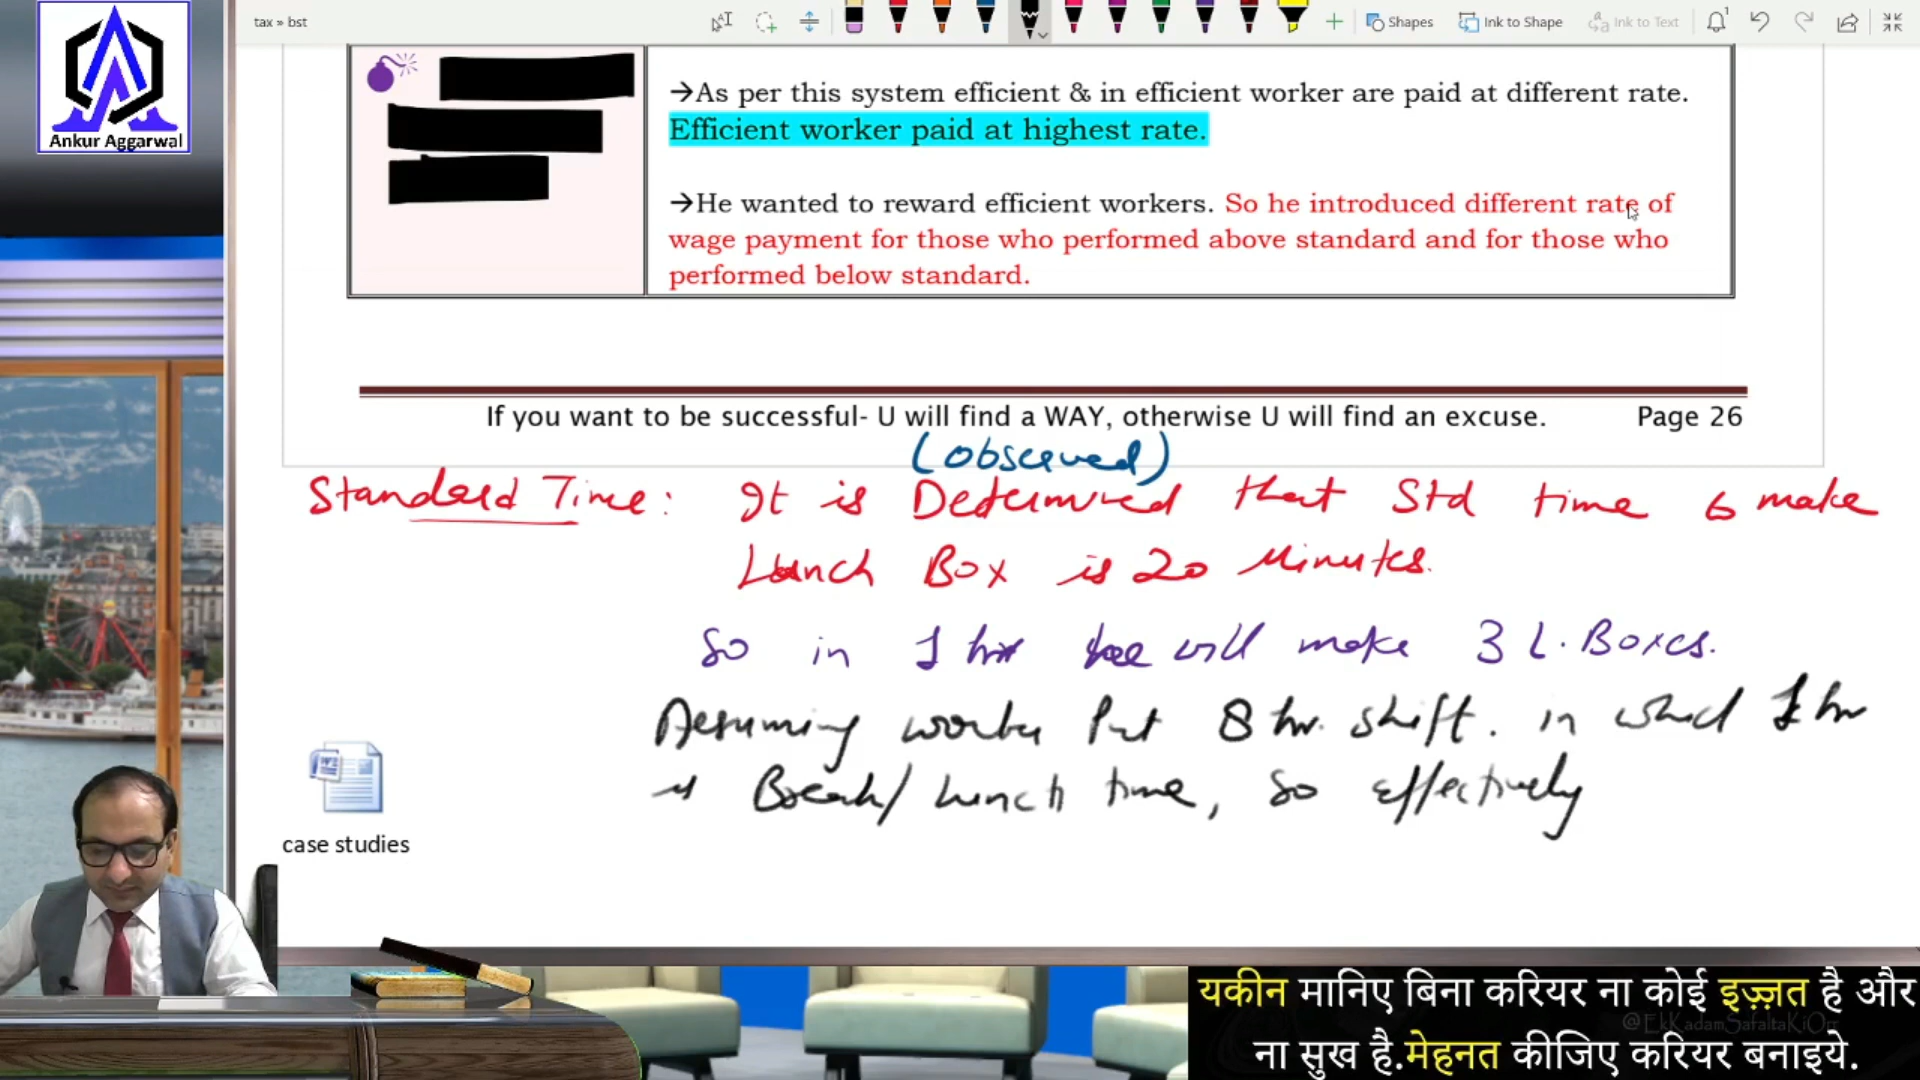 tax » bst
Shapes
Ink to Shape
Ink to Text
1
Ankur Aggarwal
→As per this system efficient & in efficient worker are paid at different rate.
Efficient worker paid at highest rate.
→He wanted to reward efficient workers. So he introduced different rate of
wage payment for those who performed above standard and for those who
performed below standard.
If you want to be successful- U will find a WAY, otherwise U will find an excuse. Page 26
(observed)
Standard Time: It is Determined that Std time to make
Lunch Box is 20 Minutes.
So in 1 hr will make 3 L. Boxes.
Assuming worker Put 8 hr. shift. in which 1 hr
is Break/ Lunch time, so effectively
case studies
यकीन मानिए बिना करियर ना कोई इज़्ज़त है और
@EkKadamSafaltaKiOrr
ना सुख है.मेहनत कीजिए करियर बनाइये.